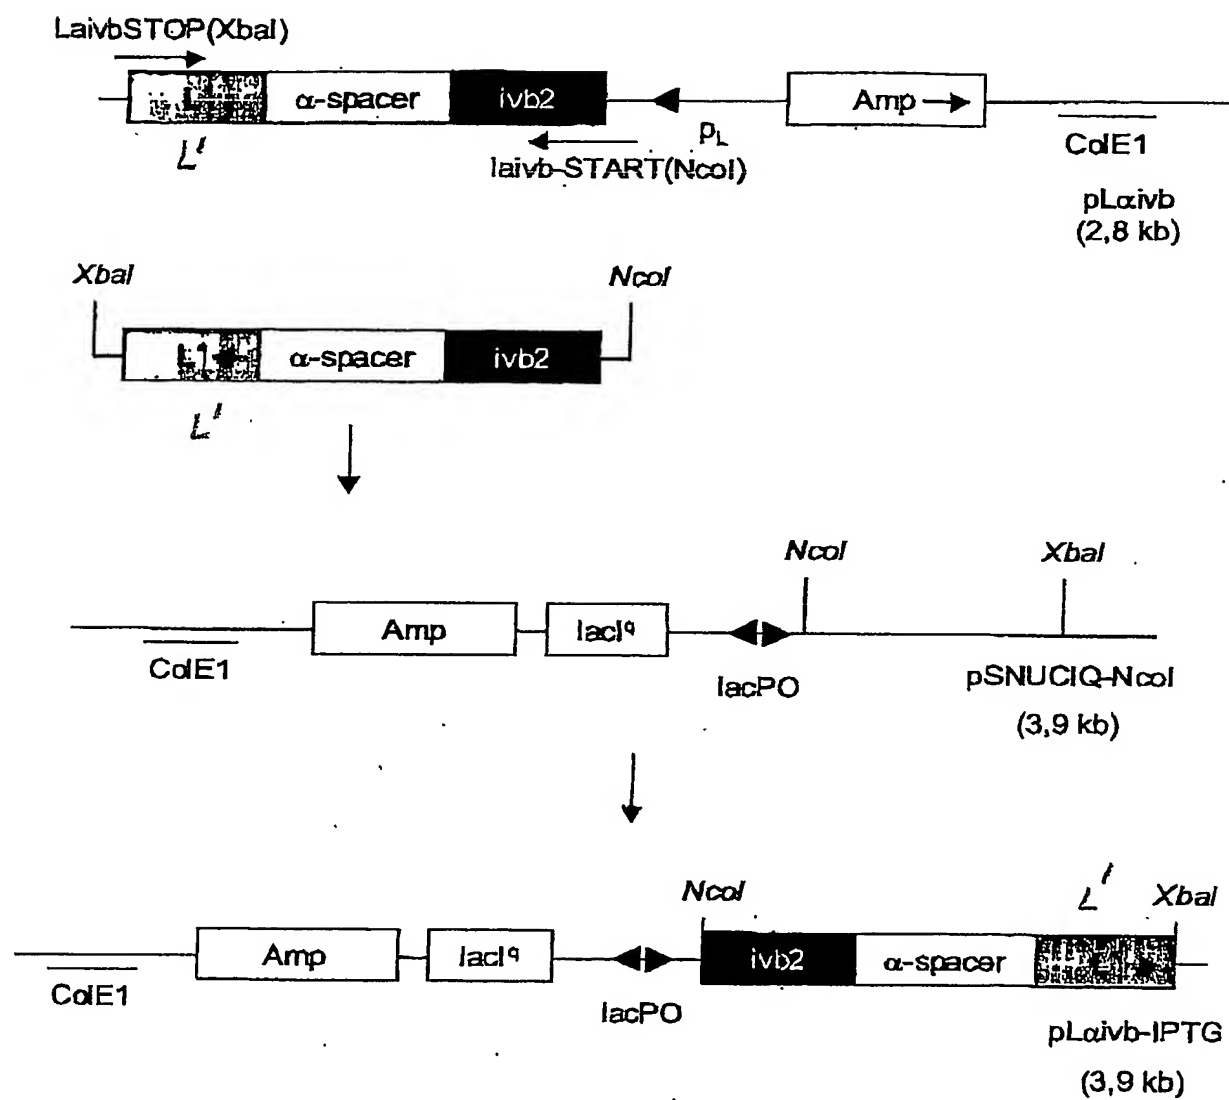 LaivbSTOP(XbaI)
α-spacer
ivb2
Amp
L'
pL
laivb-START(NcoI)
ColE1
pLαivb
(2,8 kb)
XbaI
NcoI
α-spacer
ivb2
L'
NcoI
XbaI
Amp
lacIq
ColE1
lacPO
pSNUCIQ-NcoI
(3,9 kb)
NcoI
L'
XbaI
Amp
lacIq
ivb2
α-spacer
ColE1
lacPO
pLαivb-IPTG
(3,9 kb)